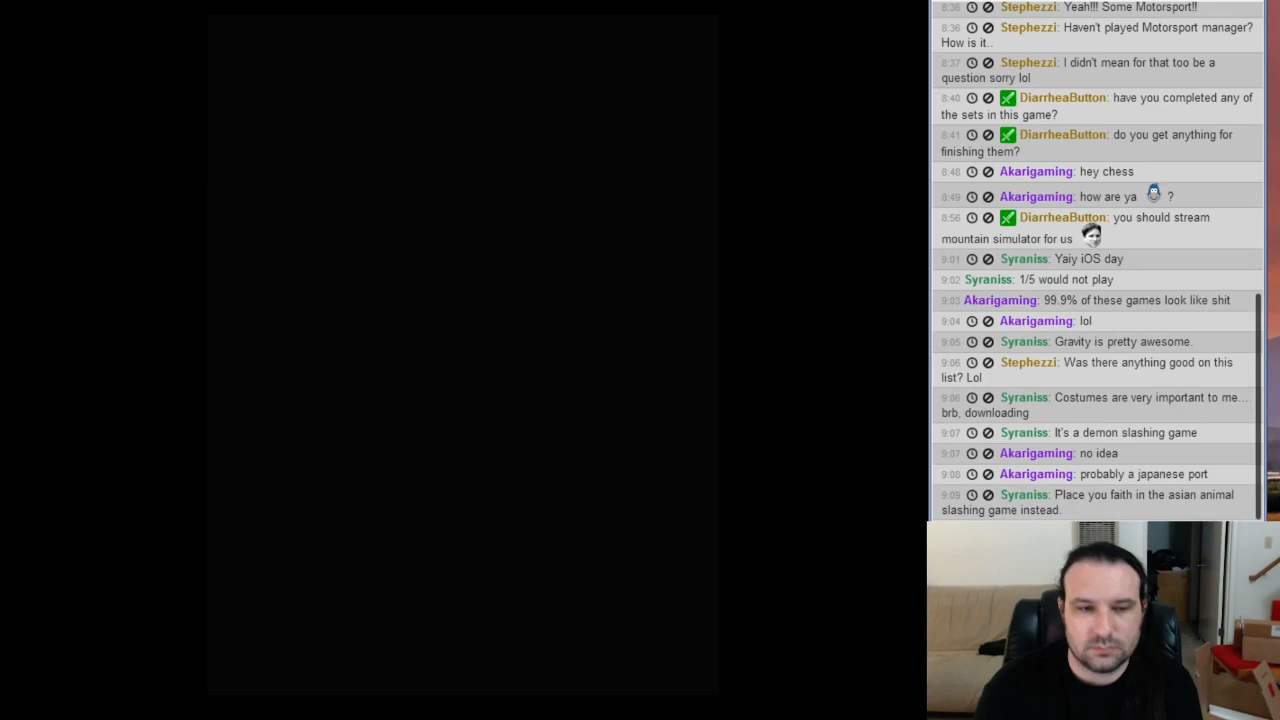 8:36 Stephezzi: Yeah!!! Some Motorsport!!
8:36 Stephezzi: Haven't played Motorsport manager?
How is it..
8:37 Stephezzi: I didn't mean for that too be a
question sorry lol
8:40 DiarrheaButton: have you completed any of
the sets in this game?
8:41 DiarrheaButton: do you get anything for
finishing them?
8:48 Akarigaming: hey chess
8:49 Akarigaming: how are ya ?
8:56 DiarrheaButton: you should stream
mountain simulator for us
9:01 Syraniss: Yaiy iOS day
9:02 Syraniss: 1/5 would not play
9:03 Akarigaming: 99.9% of these games look like shit
9:04 Akarigaming: lol
9:05 Syraniss: Gravity is pretty awesome.
9:06 Stephezzi: Was there anything good on this
list? Lol
9:06 Syraniss: Costumes are very important to me....
brb, downloading
9:07 Syraniss: It's a demon slashing game
9:07 Akarigaming: no idea
9:08 Akarigaming: probably a japanese port
9:09 Syraniss: Place you faith in the asian animal
slashing game instead.